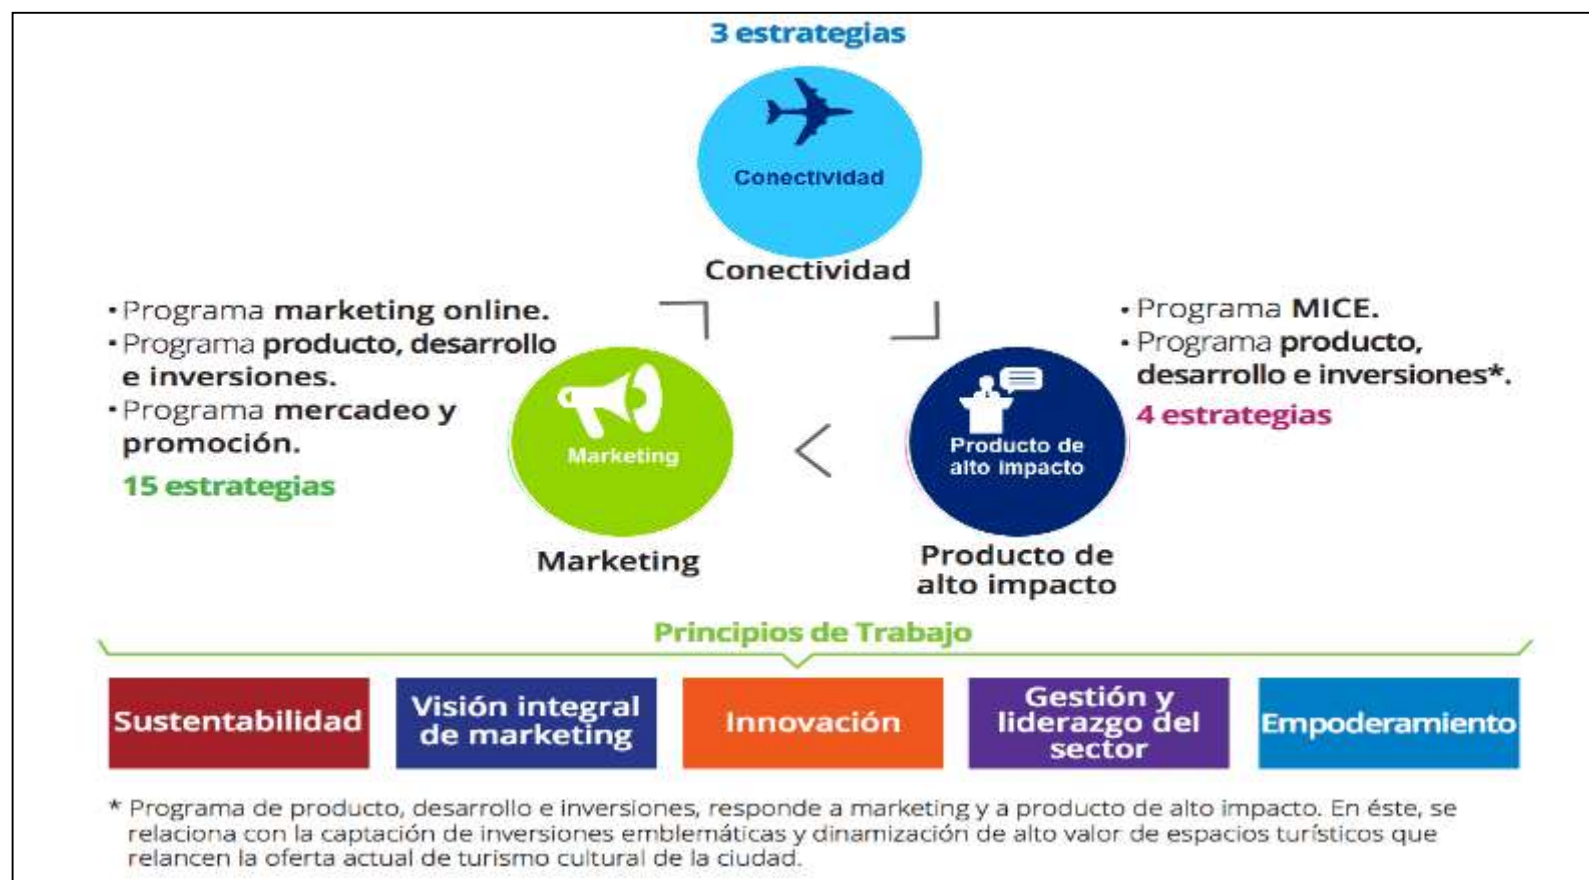 3 estrategias
Conectividad
Conectividad
• Programa marketing online.
• Programa producto, desarrollo
e inversiones.
• Programa mercadeo y
promoción.
15 estrategias
Marketing
Marketing
• Programa MICE.
• Programa producto,
desarrollo e inversiones*.
4 estrategias
Producto de
alto impacto
Producto de
alto impacto
Principios de Trabajo
Sustentabilidad
Visión integral
de marketing
Innovación
Gestión y
liderazgo del
sector
Empoderamiento
* Programa de producto, desarrollo e inversiones, responde a marketing y a producto de alto impacto. En éste, se
relaciona con la captación de inversiones emblemáticas y dinamización de alto valor de espacios turísticos que
relancen la oferta actual de turismo cultural de la ciudad.